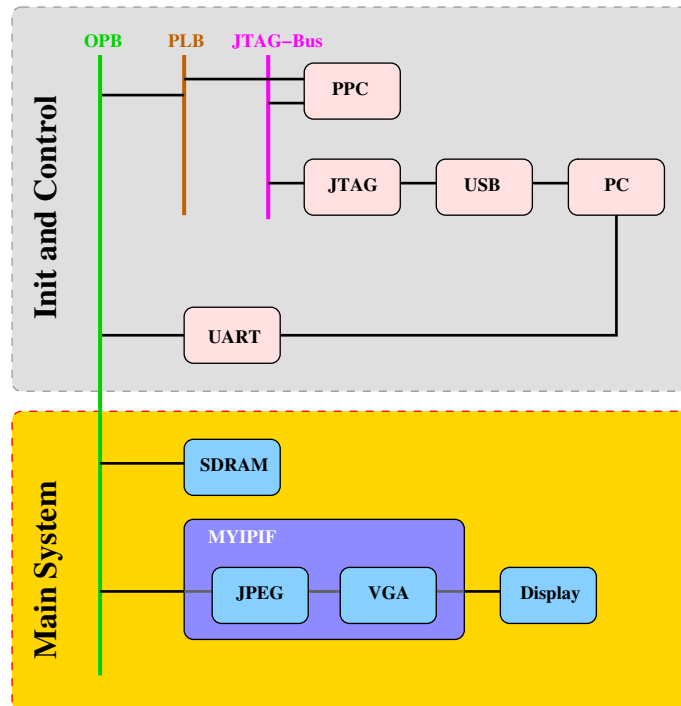 OPB
PLB
JTAG-Bus
PPC
JTAG
USB
PC
Init and Control
UART
SDRAM
MYIPIF
JPEG
VGA
Display
Main System